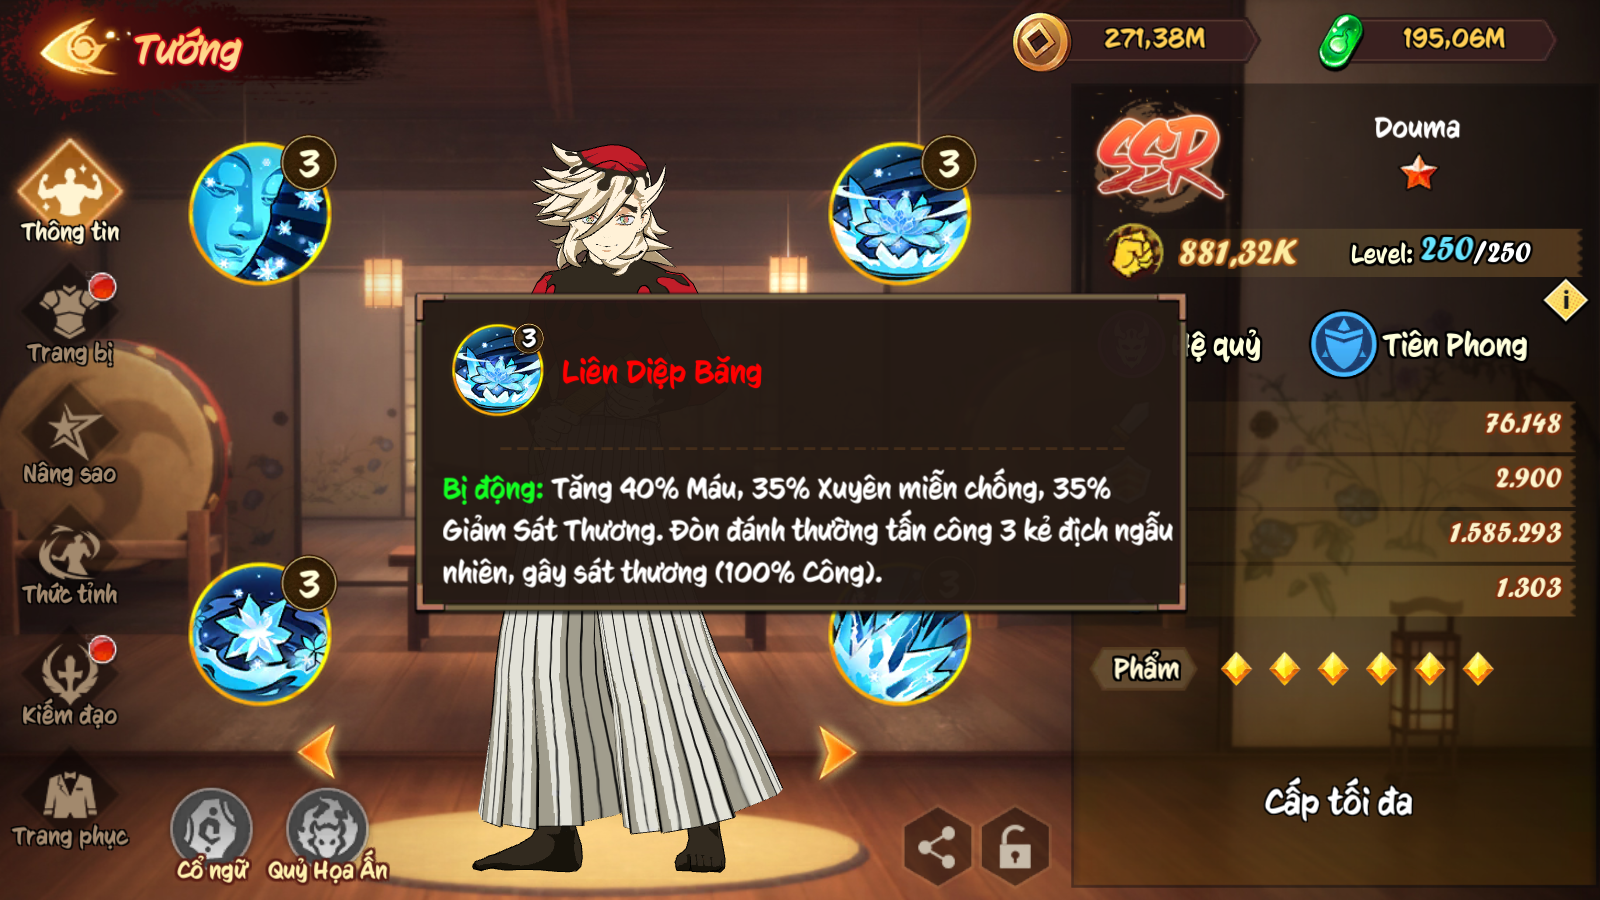 Tướng
271,38M
195,06M
Thông tin
Trang bị
Nâng sao
Thức tỉnh
Kiếm đạo
Trang phục
3
3
3
3
Liên Diệp Băng
Bị động: Tăng 40% Máu, 35% Xuyên miễn chống, 35%
Giảm Sát Thương. Đòn đánh thường tấn công 3 kẻ địch ngẫu
nhiên, gây sát thương (100% Công).
3
Cổ ngữ
Quỷ Họa Ấn
SSR
Douma
881,32K
Level: 250/250
Hệ quỷ
Tiên Phong
76.148
2.900
1.585.293
1.303
Phẩm
Cấp tối đa